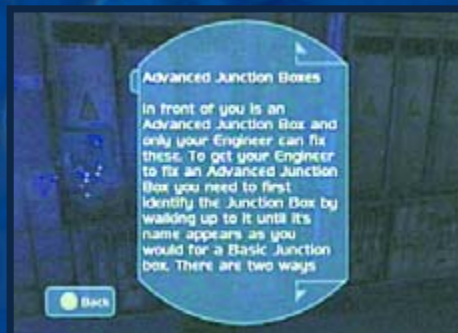 Advanced Junction Boxes
In front of you is an
Advanced Junction Box and
only your Engineer can fix
these. To get your Engineer
to fix an Advanced Junction
Box you need to first
identify the Junction Box by
walking up to it until it's
name appears as you
would for a Basic Junction
box. There are two ways
Back